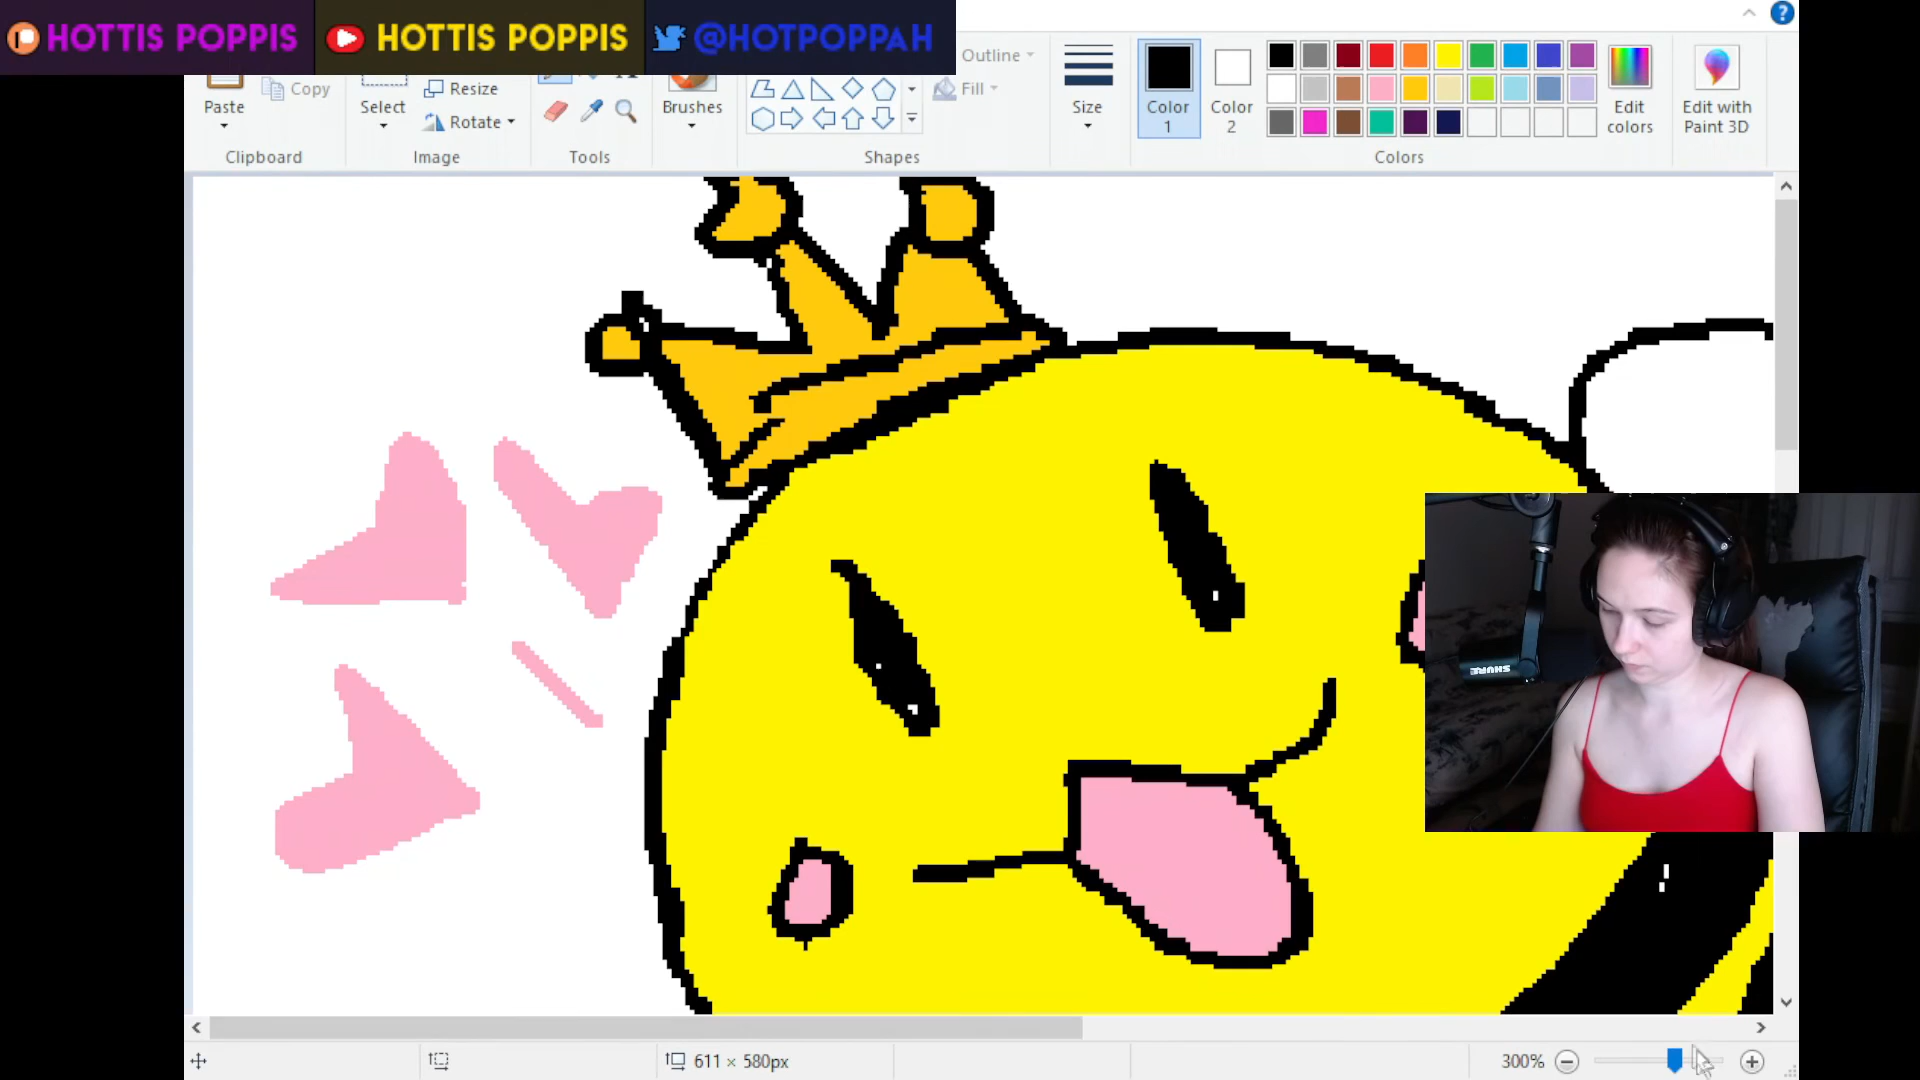 HOTTIS POPPIS HOTTIS POPPIS @HOTPOPPAH
Outline
Paste Copy Select Resize Rotate Brushes Fill Size Color 1 Color 2 Edit colors Edit with Paint 3D
Clipboard Image Tools Shapes Colors
SHURE
611 × 580px 300%